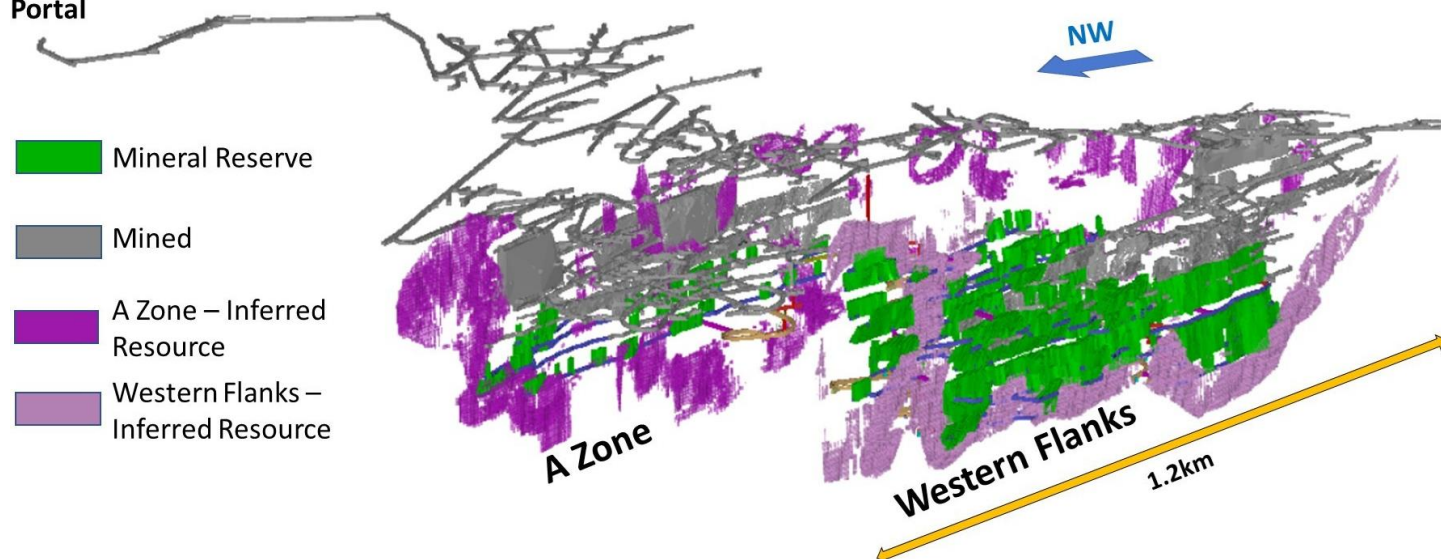 Portal
NW
Mineral Reserve
Mined
A Zone – Inferred
Resource
Western Flanks –
Inferred Resource
A Zone
Western Flanks
1.2km